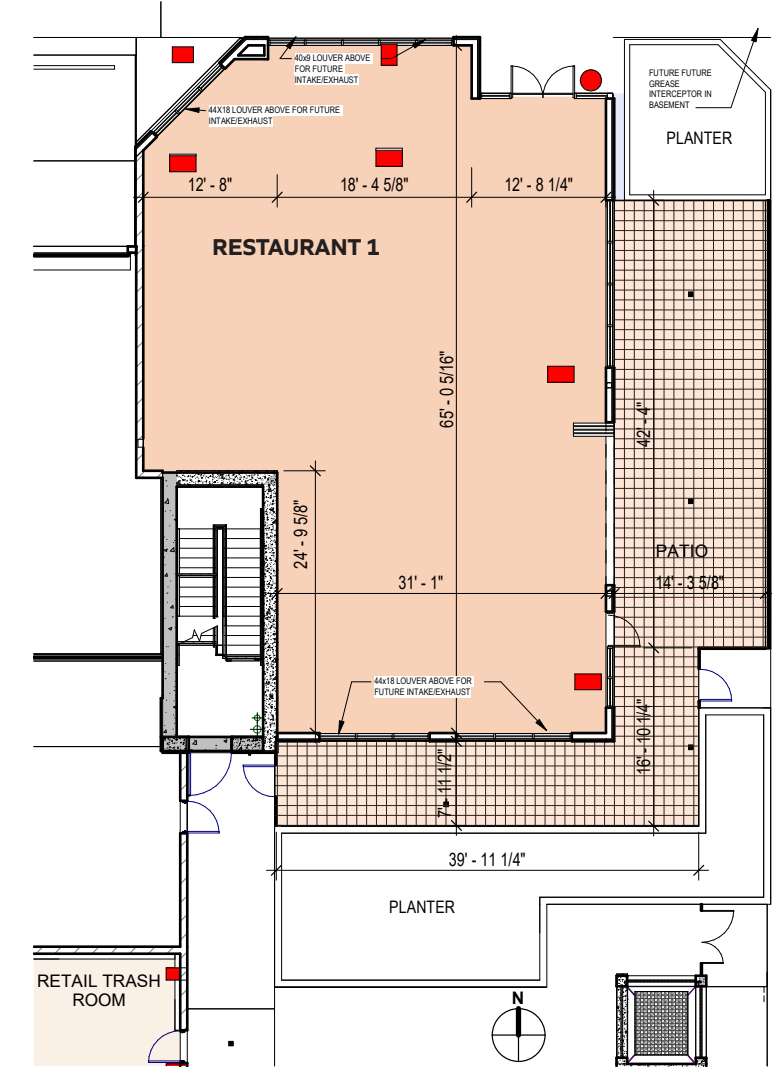 40x9 LOUVER ABOVE
FOR FUTURE
INTAKE/EXHAUST
44X18 LOUVER ABOVE FOR FUTURE
INTAKE/EXHAUST
FUTURE FUTURE
GREASE
INTERCEPTOR IN
BASEMENT
PLANTER
12' - 8"
18' - 4 5/8"
12' - 8 1/4"
RESTAURANT 1
65' - 0 5/16"
42' - 4"
24' - 9 5/8"
PATIO
31' - 1"
14' - 3 5/8"
44x18 LOUVER ABOVE FOR
FUTURE INTAKE/EXHAUST
16' - 10 1/4"
7' - 11 1/2"
39' - 11 1/4"
PLANTER
RETAIL TRASH
ROOM
N